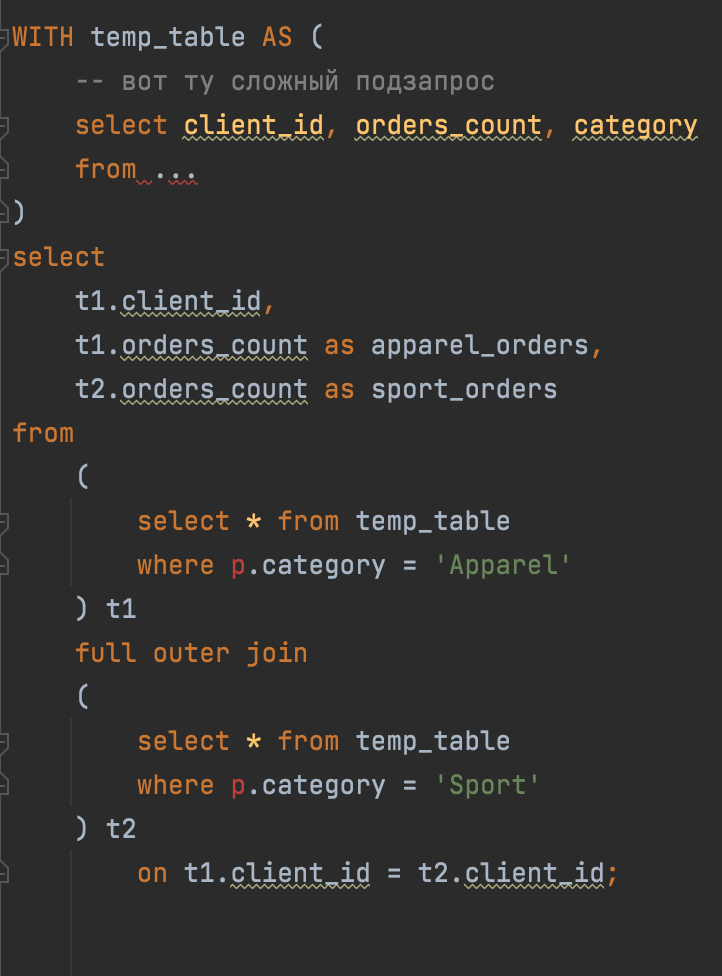 WITH temp_table AS (
-- вот ту сложный подзапрос
select client_id, orders_count, category
from ...
)
select
t1.client_id,
t1.orders_count as apparel_orders,
t2.orders_count as sport_orders
from
(
select * from temp_table
where p.category = 'Apparel'
) t1
full outer join
(
select * from temp_table
where p.category = 'Sport'
) t2
on t1.client_id = t2.client_id;